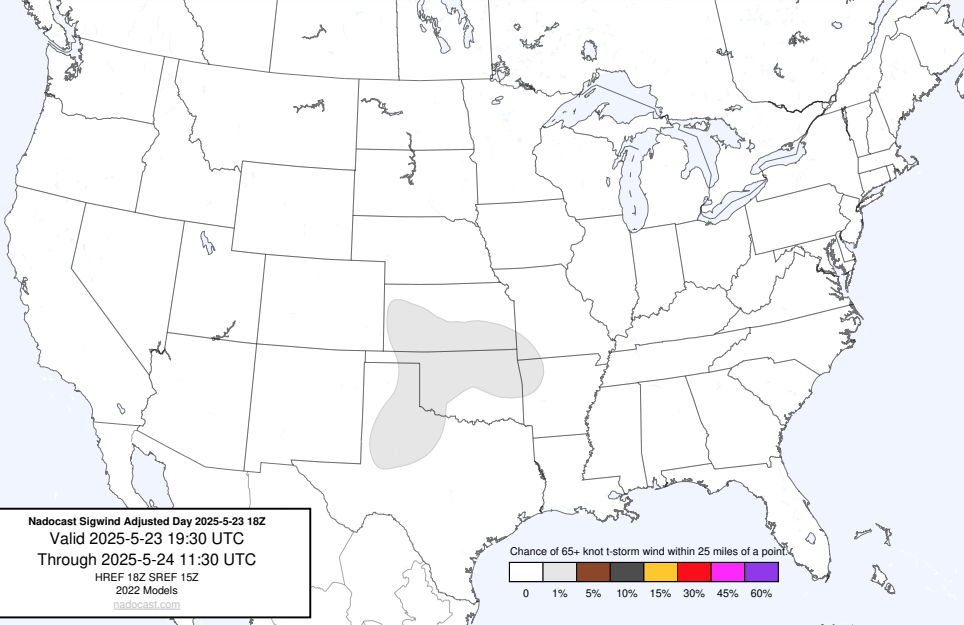 Nadocast Sigwind Adjusted Day 2025-5-23 18Z
Valid 2025-5-23 19:30 UTC
Through 2025-5-24 11:30 UTC
HREF 18Z SREF 15Z
2022 Models
nadocast.com
Chance of 65+ knot t-storm wind within 25 miles of a point.
0 1% 5% 10% 15% 30% 45% 60%